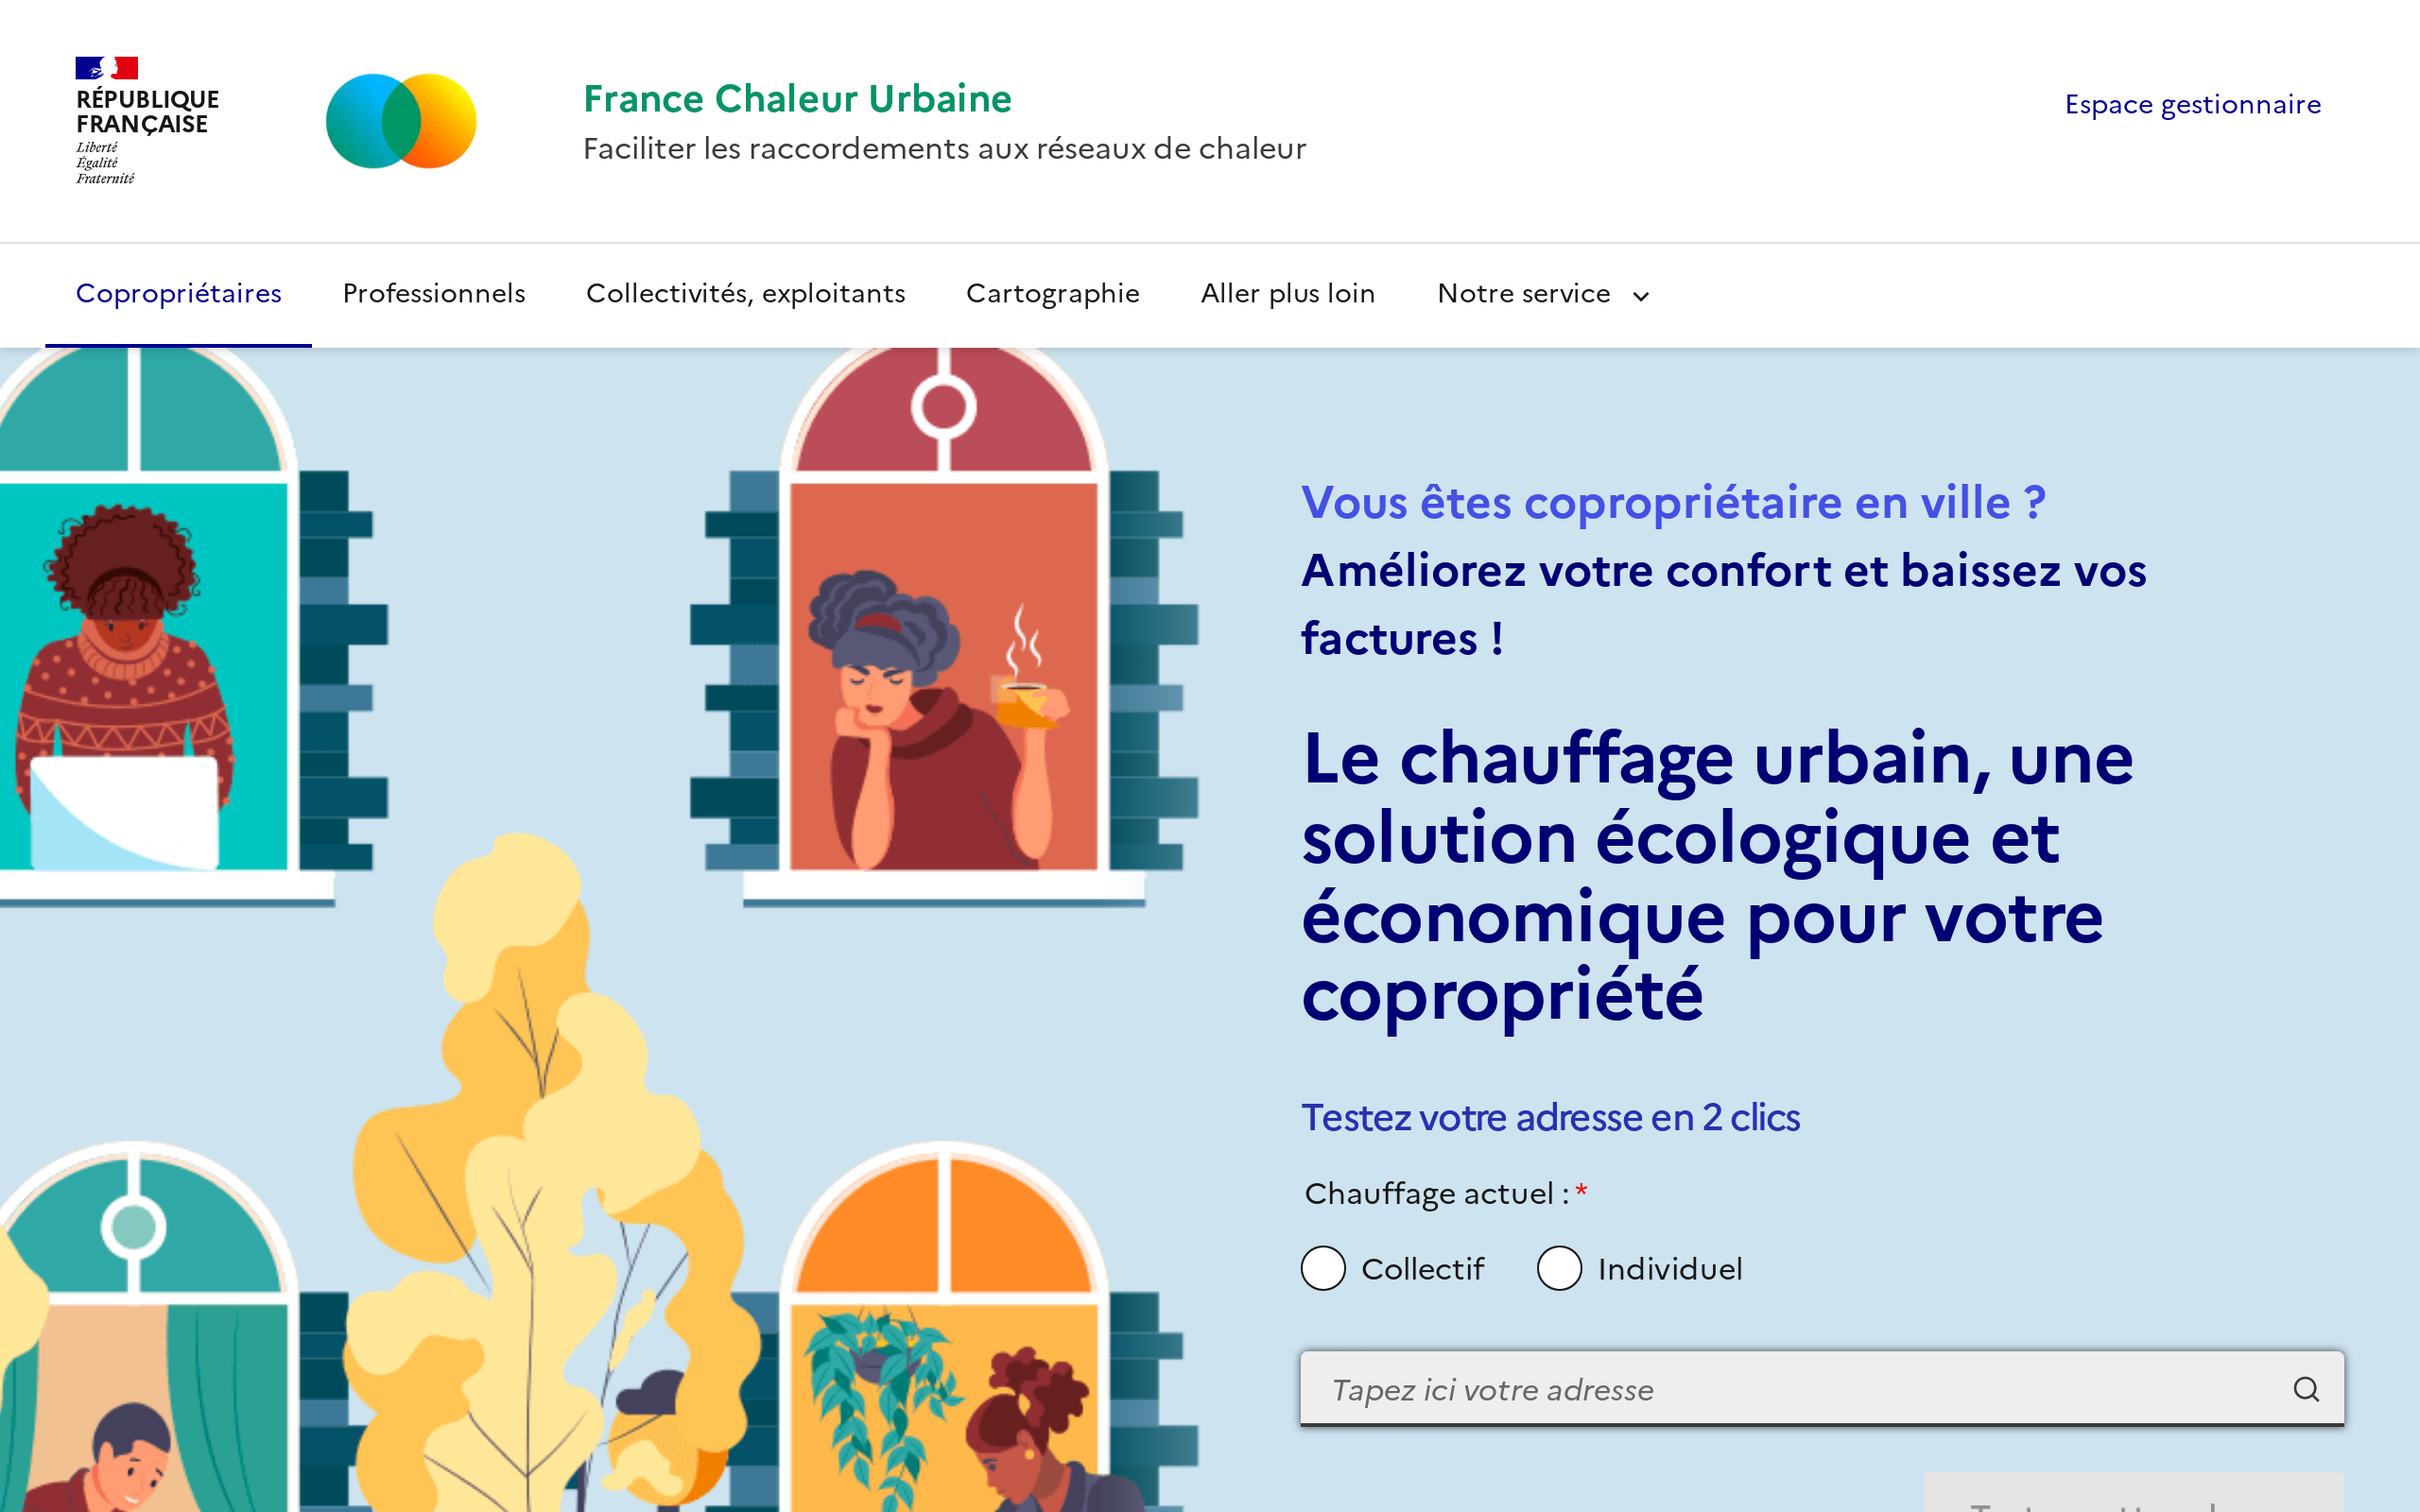 RÉPUBLIQUE
FRANÇAISE
Liberté
Égalité
Fraternité
France Chaleur Urbaine
Faciliter les raccordements aux réseaux de chaleur
Espace gestionnaire
Copropriétaires
Professionnels
Collectivités, exploitants
Cartographie
Aller plus loin
Notre service
Vous êtes copropriétaire en ville ?
Améliorez votre confort et baissez vos
factures !
Le chauffage urbain, une
solution écologique et
économique pour votre
copropriété
Testez votre adresse en 2 clics
Chauffage actuel : *
Collectif
Individuel
Tapez ici votre adresse